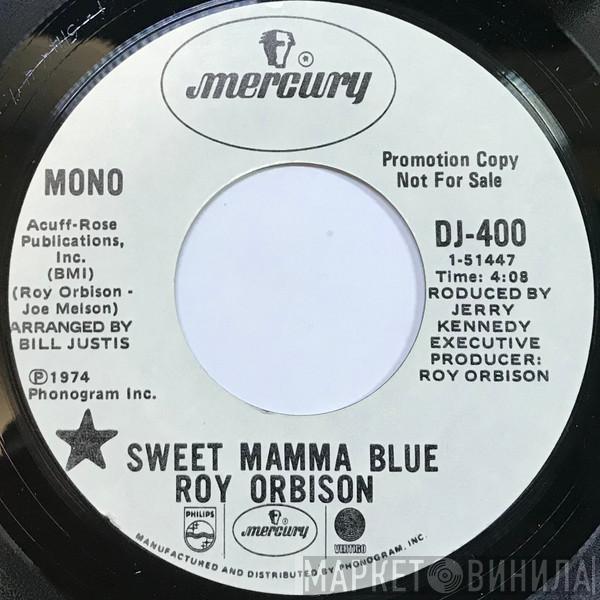 mercury
®
MONO
Promotion Copy
Not For Sale
Acuff-Rose
Publications,
Inc.
(BMI)
(Roy Orbison -
Joe Melson)
ARRANGED BY
BILL JUSTIS
℗1974
Phonogram Inc.
DJ-400
1-51447
Time: 4:08
RODUCED BY
JERRY
KENNEDY
EXECUTIVE
PRODUCER:
ROY ORBISON
SWEET MAMMA BLUE
ROY ORBISON
PHILIPS
mercury
®
VERTIGO
MANUFACTURED AND DISTRIBUTED BY PHONOGRAM, INC.
МАРКЕТ ВИНИЛА